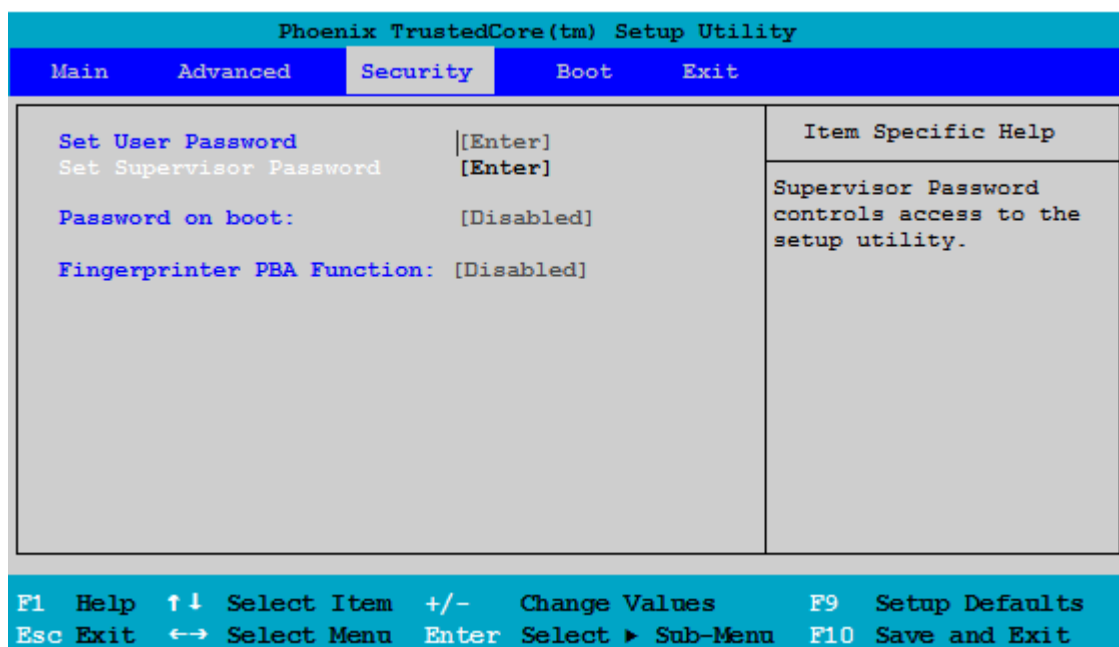 Phoenix TrustedCore(tm) Setup Utility
Main Advanced Security Boot Exit
Set User Password [Enter]
Set Supervisor Password [Enter]
Password on boot: [Disabled]
Fingerprinter PBA Function: [Disabled]
Item Specific Help
Supervisor Password
controls access to the
setup utility.
F1 Help ↑↓ Select Item +/- Change Values F9 Setup Defaults
Esc Exit ←→ Select Menu Enter Select ▶ Sub-Menu F10 Save and Exit